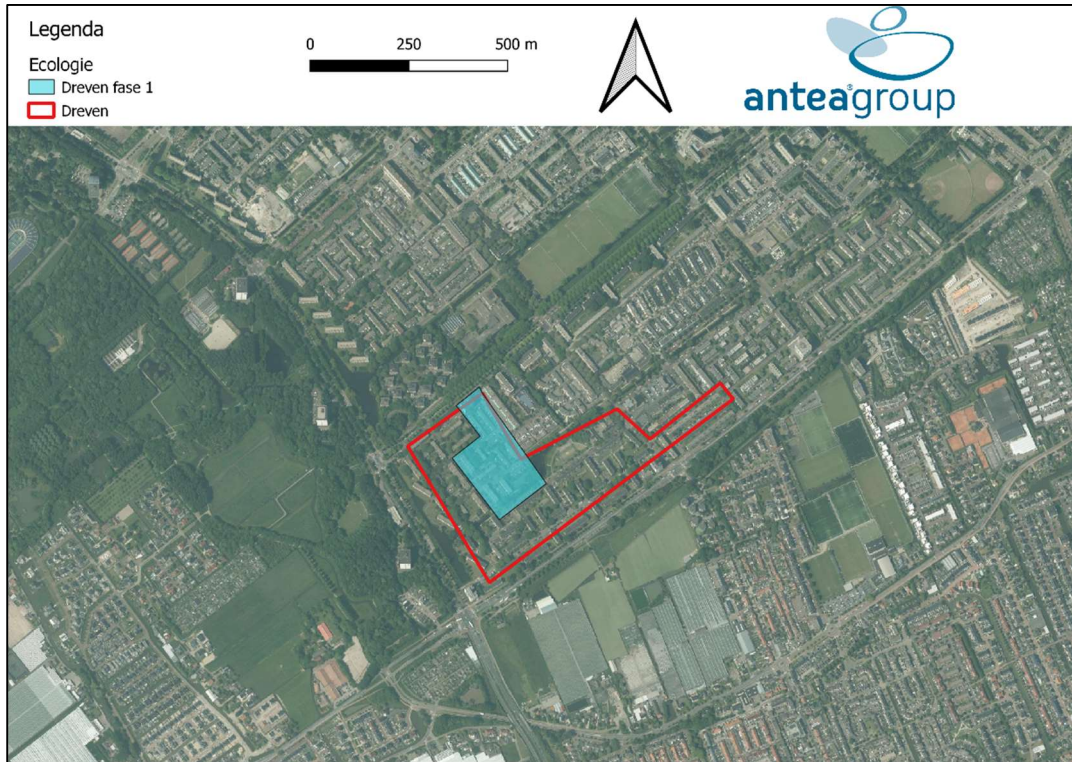 Legenda
Ecologie
Dreven fase 1
Dreven
0 250 500 m
anteagroup